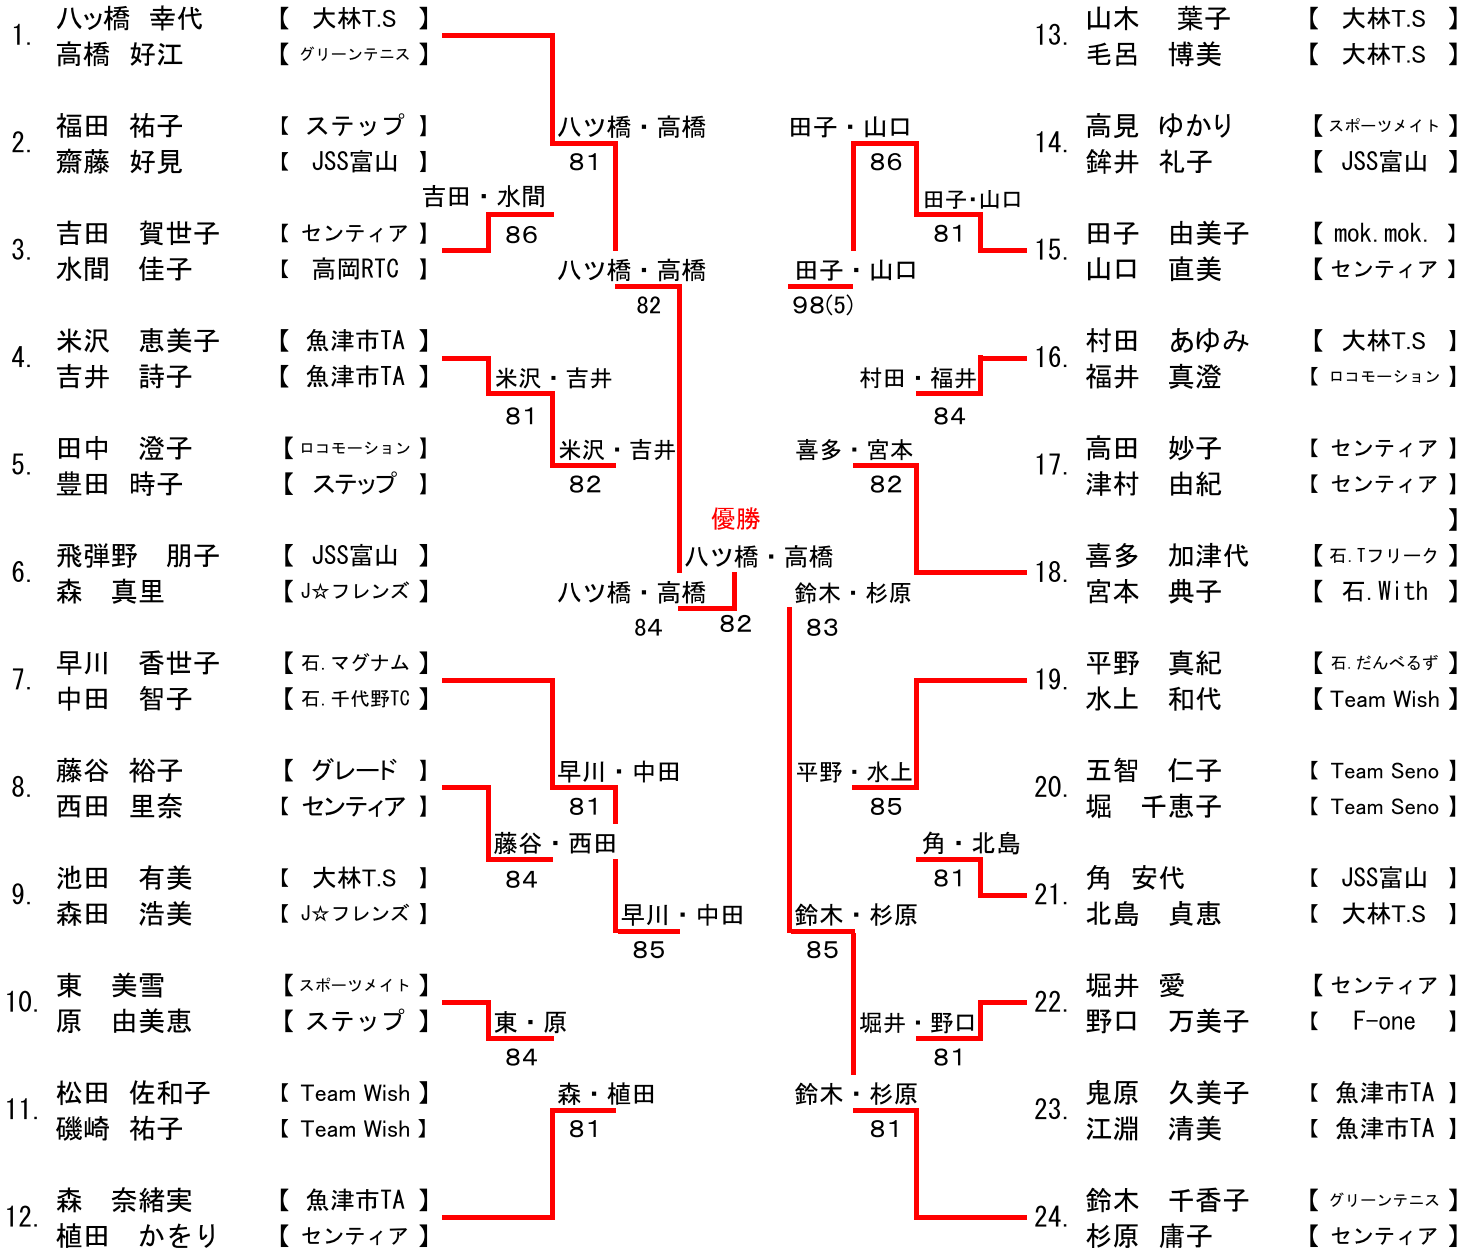 1. 八ッ橋 幸代 【 大林T.S 】
高橋 好江 【 グリーンテニス 】
2. 福田 祐子 【 ステップ 】
齋藤 好見 【 JSS富山 】
3. 吉田 賀世子 【 センティア 】
水間 佳子 【 高岡RTC 】
4. 米沢 恵美子 【 魚津市TA 】
吉井 詩子 【 魚津市TA 】
5. 田中 澄子 【 ロコモーション 】
豊田 時子 【 ステップ 】
6. 飛弾野 朋子 【 JSS富山 】
森 真里 【 J☆フレンズ 】
7. 早川 香世子 【 石.マグナム 】
中田 智子 【 石.千代野TC 】
8. 藤谷 裕子 【 グレード 】
西田 里奈 【 センティア 】
9. 池田 有美 【 大林T.S 】
森田 浩美 【 J☆フレンズ 】
10. 東 美雪 【 スポーツメイト 】
原 由美恵 【 ステップ 】
11. 松田 佐和子 【 Team Wish 】
磯崎 祐子 【 Team Wish 】
12. 森 奈緒実 【 魚津市TA 】
植田 かをり 【 センティア 】
八ツ橋・高橋
81
吉田・水間
86
八ツ橋・高橋
82
米沢・吉井
81
米沢・吉井
82
優勝
八ツ橋・高橋
82
八ツ橋・高橋
84
早川・中田
81
藤谷・西田
84
早川・中田
85
東・原
84
森・植田
81
田子・山口
86
田子・山口
81
田子・山口
98(5)
村田・福井
84
喜多・宮本
82
鈴木・杉原
83
平野・水上
85
角・北島
81
鈴木・杉原
85
堀井・野口
81
鈴木・杉原
81
13. 山木 葉子 【 大林T.S 】
毛呂 博美 【 大林T.S 】
14. 高見 ゆかり 【 スポーツメイト 】
鉾井 礼子 【 JSS富山 】
15. 田子 由美子 【 mok.mok. 】
山口 直美 【 センティア 】
16. 村田 あゆみ 【 大林T.S 】
福井 真澄 【 ロコモーション 】
17. 高田 妙子 【 センティア 】
津村 由紀 【 センティア 】
】
18. 喜多 加津代 【 石.Tフリーク 】
宮本 典子 【 石.With 】
19. 平野 真紀 【 石.だんべるず 】
水上 和代 【 Team Wish 】
20. 五智 仁子 【 Team Seno 】
堀 千恵子 【 Team Seno 】
21. 角 安代 【 JSS富山 】
北島 貞恵 【 大林T.S 】
22. 堀井 愛 【 センティア 】
野口 万美子 【 F-one 】
23. 鬼原 久美子 【 魚津市TA 】
江淵 清美 【 魚津市TA 】
24. 鈴木 千香子 【 グリーンテニス 】
杉原 庸子 【 センティア 】